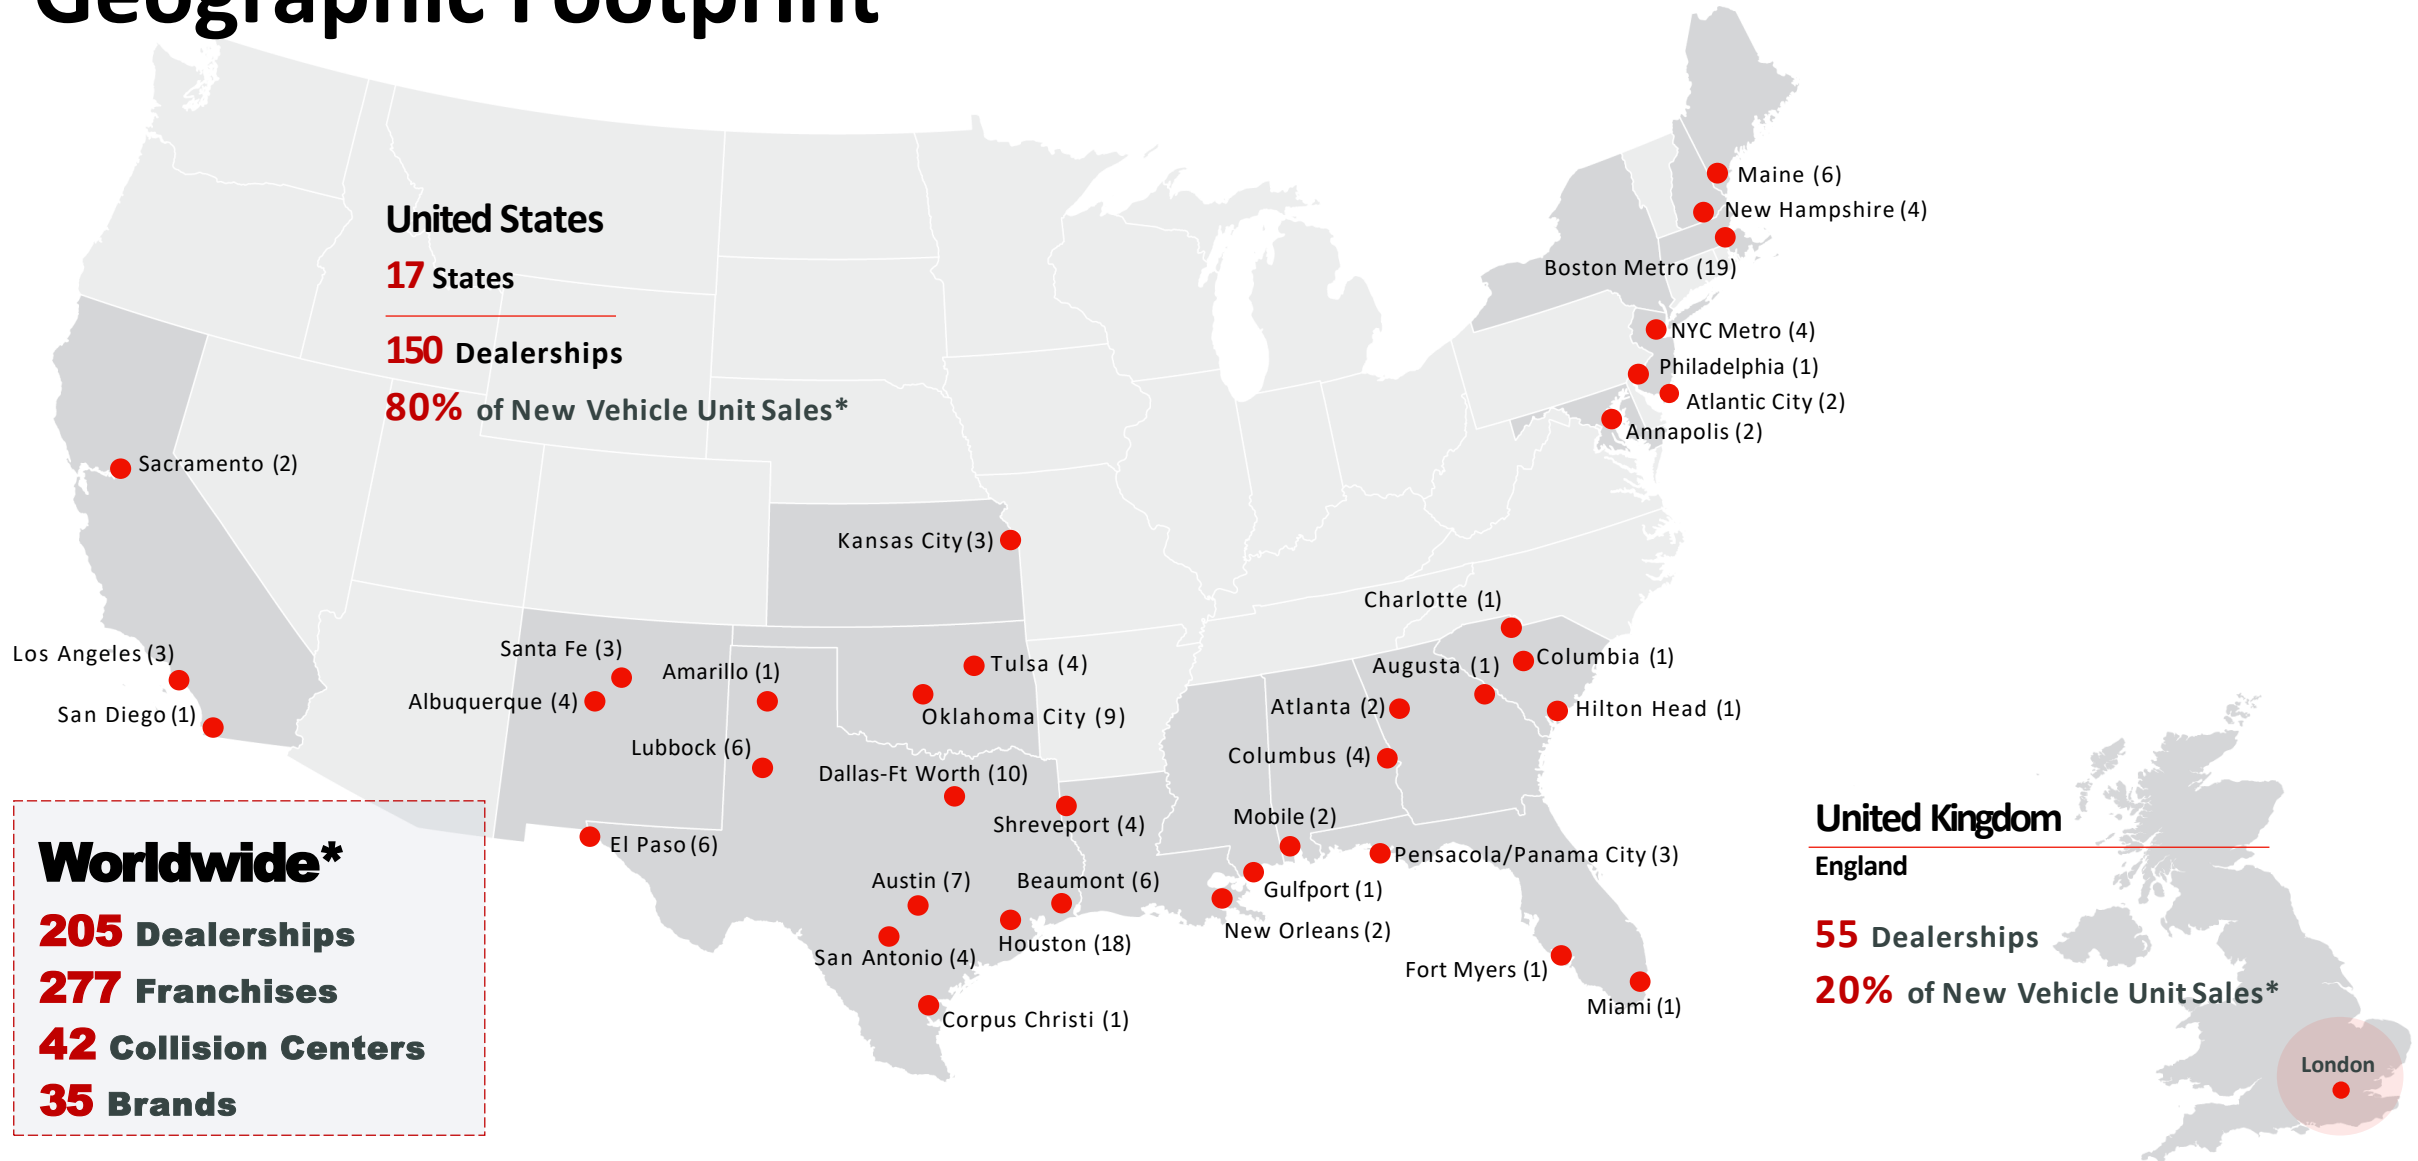 Geographic Footprint
United States
17 States
150 Dealerships
80% of New Vehicle Unit Sales*
Maine (6)
New Hampshire (4)
Boston Metro (19)
NYC Metro (4)
Philadelphia (1)
Atlantic City (2)
Annapolis (2)
Sacramento (2)
Kansas City (3)
Charlotte (1)
Los Angeles (3)
San Diego (1)
Santa Fe (3)
Albuquerque (4)
Amarillo (1)
Tulsa (4)
Oklahoma City (9)
Augusta (1)
Columbia (1)
Atlanta (2)
Hilton Head (1)
Lubbock (6)
Columbus (4)
Dallas-Ft Worth (10)
Shreveport (4)
Mobile (2)
El Paso (6)
Pensacola/Panama City (3)
Austin (7)
Beaumont (6)
Gulfport (1)
New Orleans (2)
Houston (18)
San Antonio (4)
Fort Myers (1)
Miami (1)
Corpus Christi (1)
Worldwide*
205 Dealerships
277 Franchises
42 Collision Centers
35 Brands
United Kingdom
England
55 Dealerships
20% of New Vehicle Unit Sales*
London